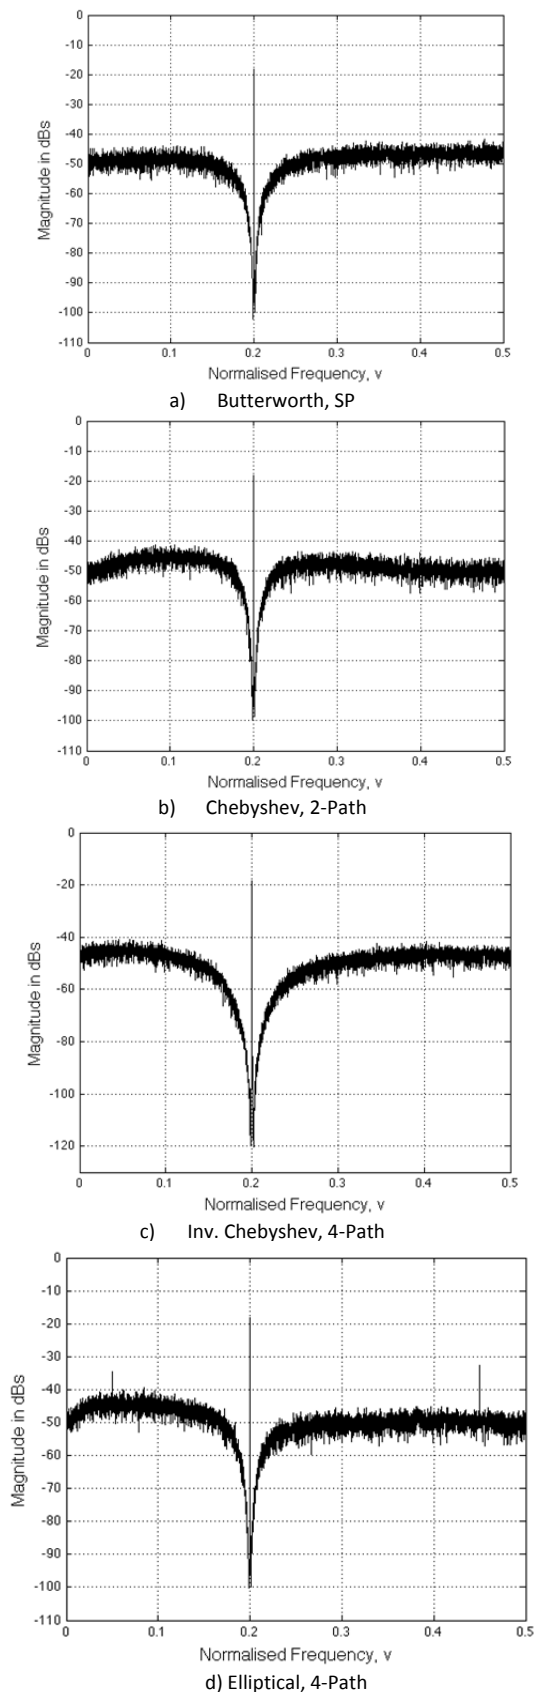 0
-10
-20
-30
-40
-50
-60
-70
-80
-90
-100
-110
Magnitude in dBs
0 0.1 0.2 0.3 0.4 0.5
Normalised Frequency, v
a) Butterworth, SP
0
-10
-20
-30
-40
-50
-60
-70
-80
-90
-100
-110
Magnitude in dBs
0 0.1 0.2 0.3 0.4 0.5
Normalised Frequency, v
b) Chebyshev, 2-Path
0
-20
-40
-60
-80
-100
-120
Magnitude in dBs
0 0.1 0.2 0.3 0.4 0.5
Normalised Frequency, v
c) Inv. Chebyshev, 4-Path
0
-10
-20
-30
-40
-50
-60
-70
-80
-90
-100
-110
Magnitude in dBs
0 0.1 0.2 0.3 0.4 0.5
Normalised Frequency, v
d) Elliptical, 4-Path